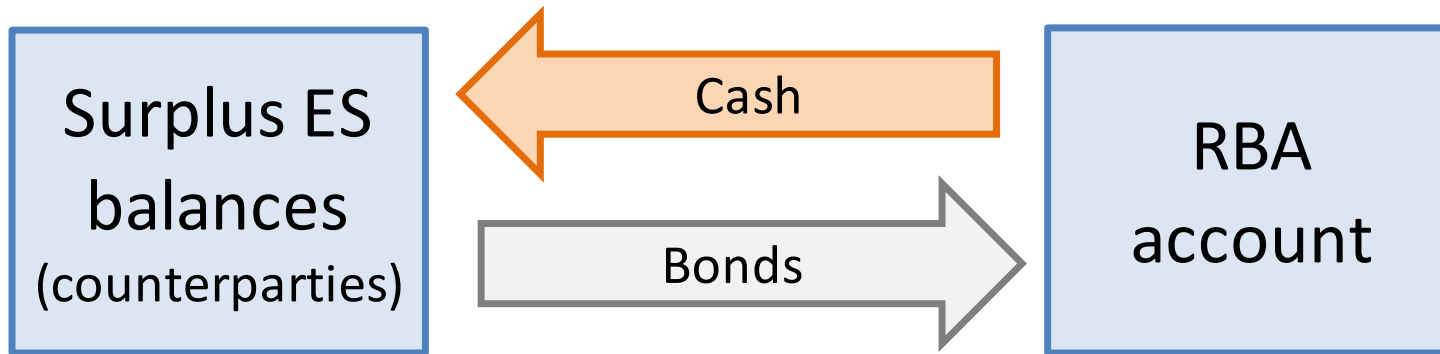 Surplus ES
balances
(counterparties)
Cash
Bonds
RBA
account